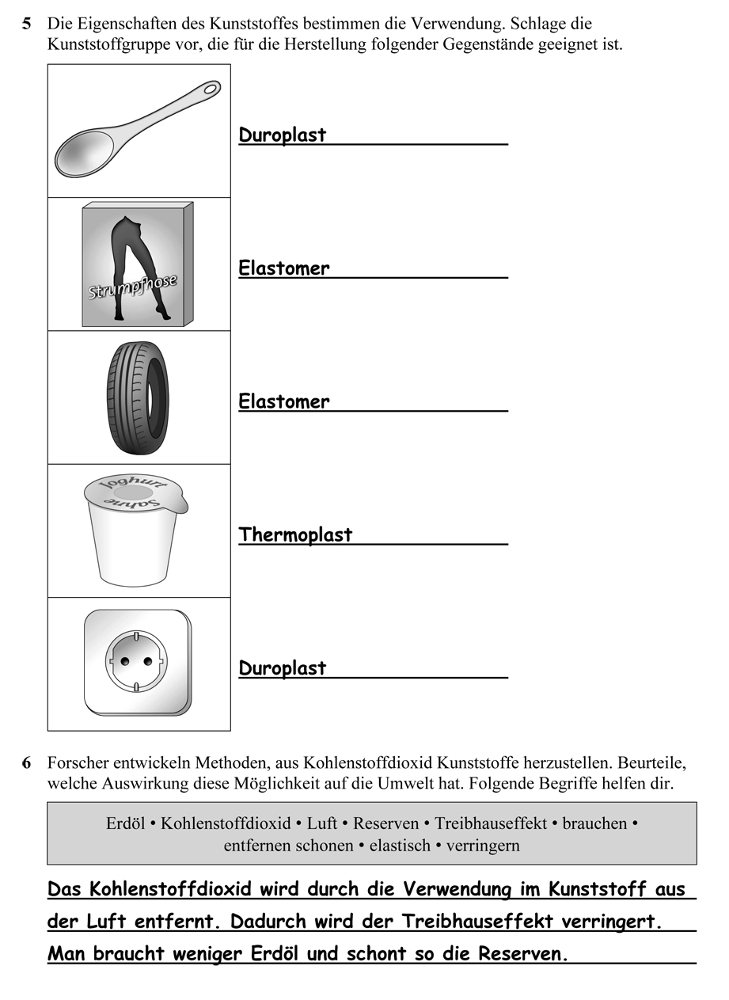 5 Die Eigenschaften des Kunststoffes bestimmen die Verwendung. Schlage die
Kunststoffgruppe vor, die für die Herstellung folgender Gegenstände geeignet ist.
Duroplast
Strumpfhose
Elastomer
Elastomer
Joghurt
Sahne
Thermoplast
Duroplast
6 Forscher entwickeln Methoden, aus Kohlenstoffdioxid Kunststoffe herzustellen. Beurteile,
welche Auswirkung diese Möglichkeit auf die Umwelt hat. Folgende Begriffe helfen dir.
Erdöl • Kohlenstoffdioxid • Luft • Reserven • Treibhauseffekt • brauchen •
entfernen schonen • elastisch • verringern
Das Kohlenstoffdioxid wird durch die Verwendung im Kunststoff aus
der Luft entfernt. Dadurch wird der Treibhauseffekt verringert.
Man braucht weniger Erdöl und schont so die Reserven.